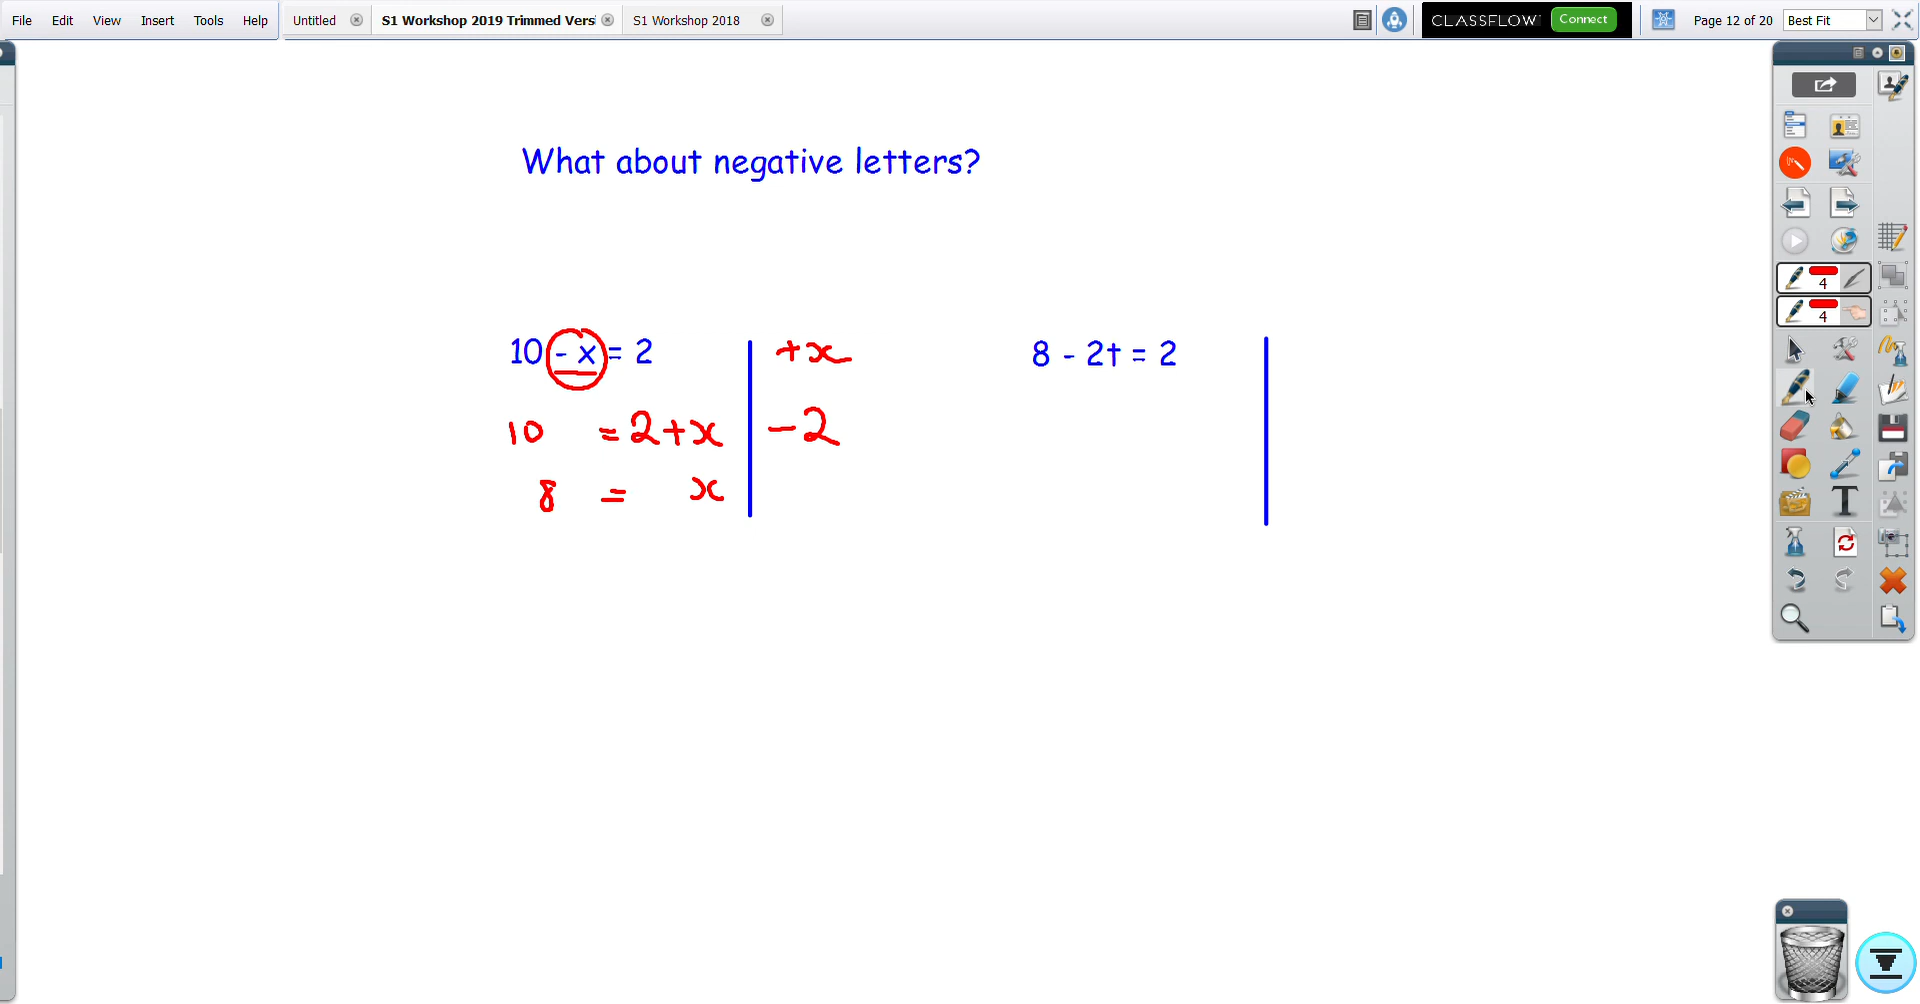 File Edit View Insert Tools Help Untitled S1 Workshop 2019 Trimmed Vers S1 Workshop 2018 CLASSFLOW Connect Page 12 of 20 Best Fit
What about negative letters?
10 - x = 2 +x
10 = 2+x -2
8 = x
8 - 2t = 2
4
4
T